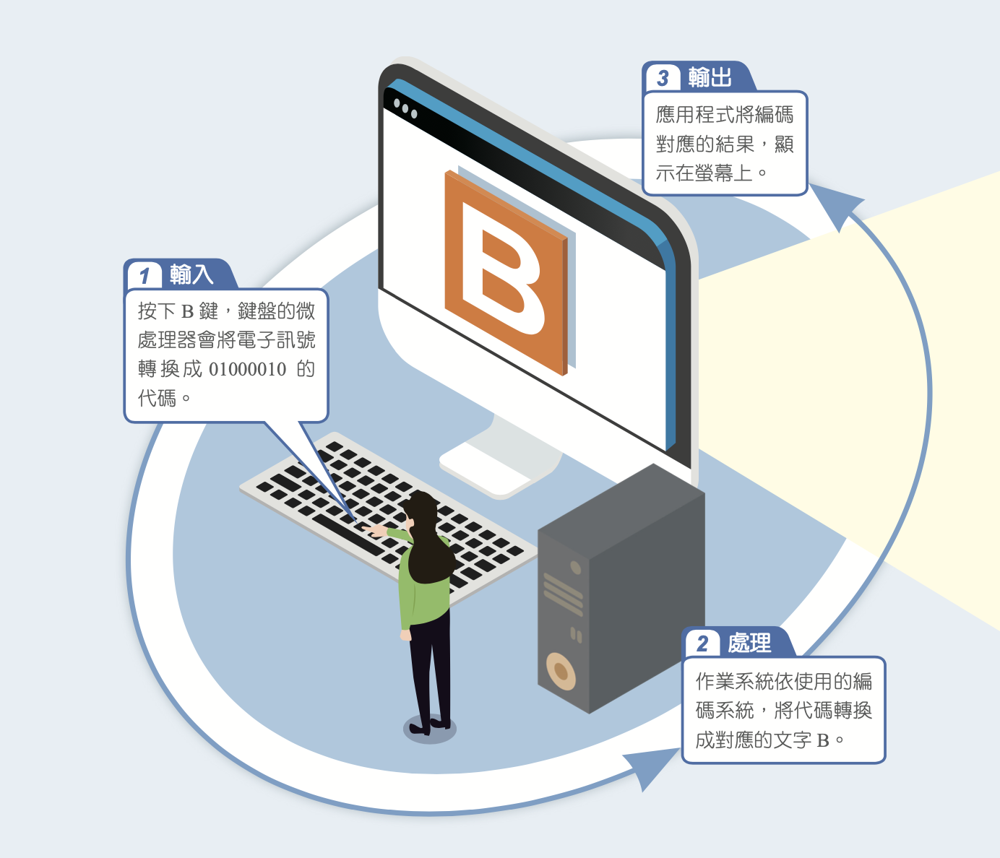 1 輸入
按下 B 鍵，鍵盤的微
處理器會將電子訊號
轉換成 01000010 的
代碼。
2 處理
作業系統依使用的編
碼系統，將代碼轉換
成對應的文字 B。
3 輸出
應用程式將編碼
對應的結果，顯
示在螢幕上。
B